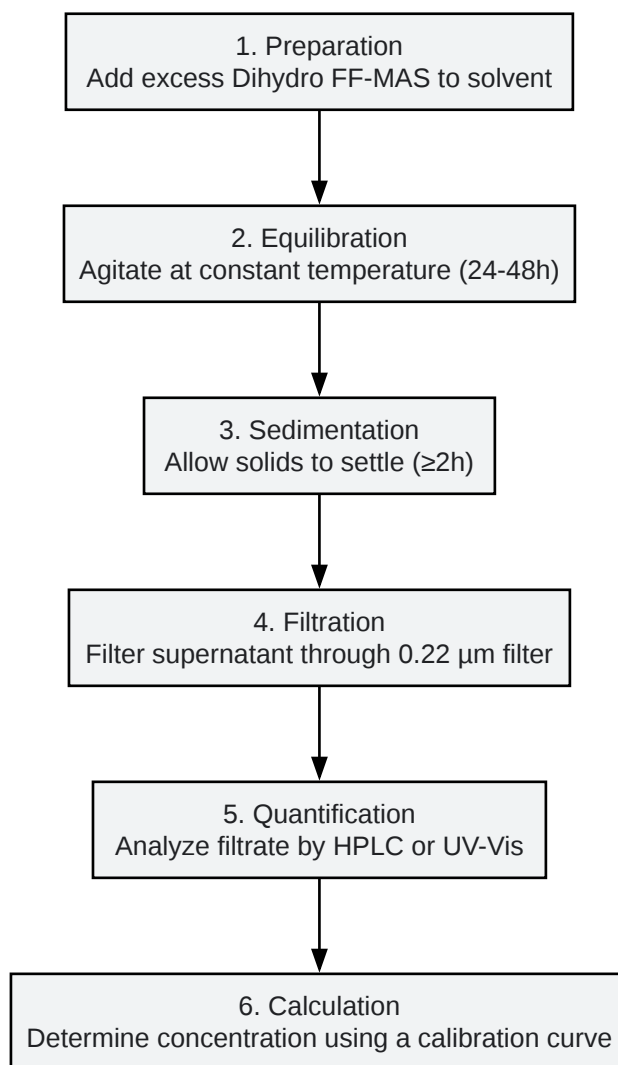 1. Preparation
Add excess Dihydro FF-MAS to solvent
2. Equilibration
Agitate at constant temperature (24-48h)
3. Sedimentation
Allow solids to settle (≥2h)
4. Filtration
Filter supernatant through 0.22 µm filter
5. Quantification
Analyze filtrate by HPLC or UV-Vis
6. Calculation
Determine concentration using a calibration curve